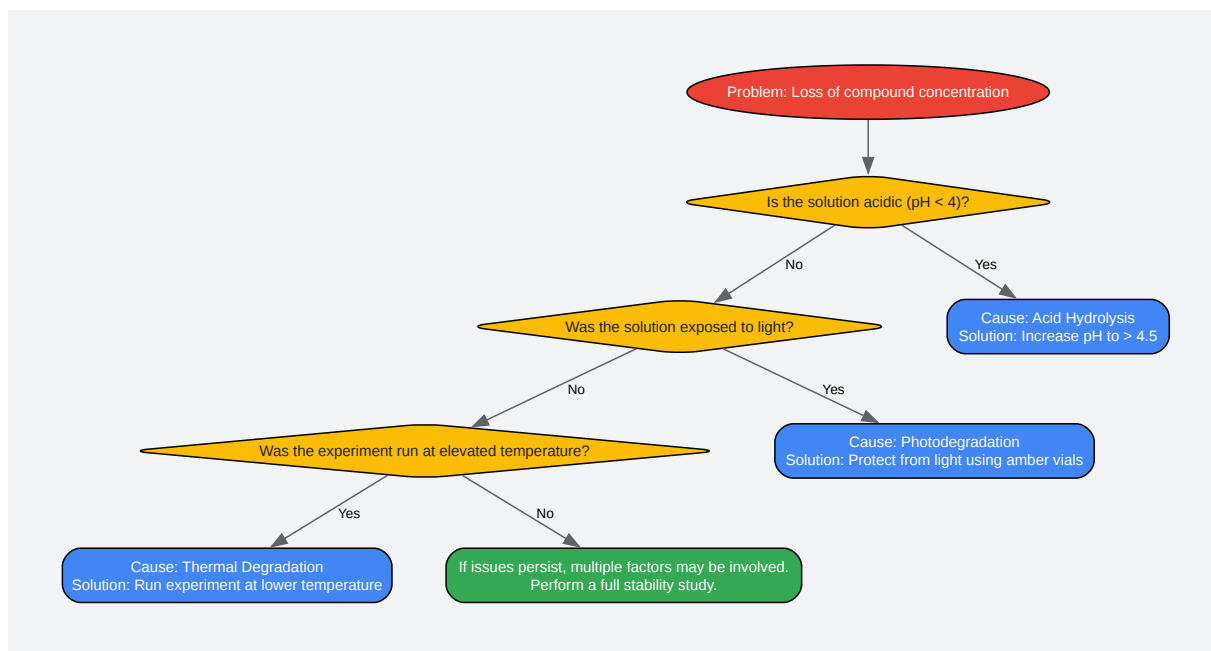 Problem: Loss of compound concentration
Is the solution acidic (pH < 4)?
No
Yes
Was the solution exposed to light?
Cause: Acid Hydrolysis
Solution: Increase pH to > 4.5
No
Yes
Was the experiment run at elevated temperature?
Cause: Photodegradation
Solution: Protect from light using amber vials
Yes
No
Cause: Thermal Degradation
Solution: Run experiment at lower temperature
If issues persist, multiple factors may be involved.
Perform a full stability study.